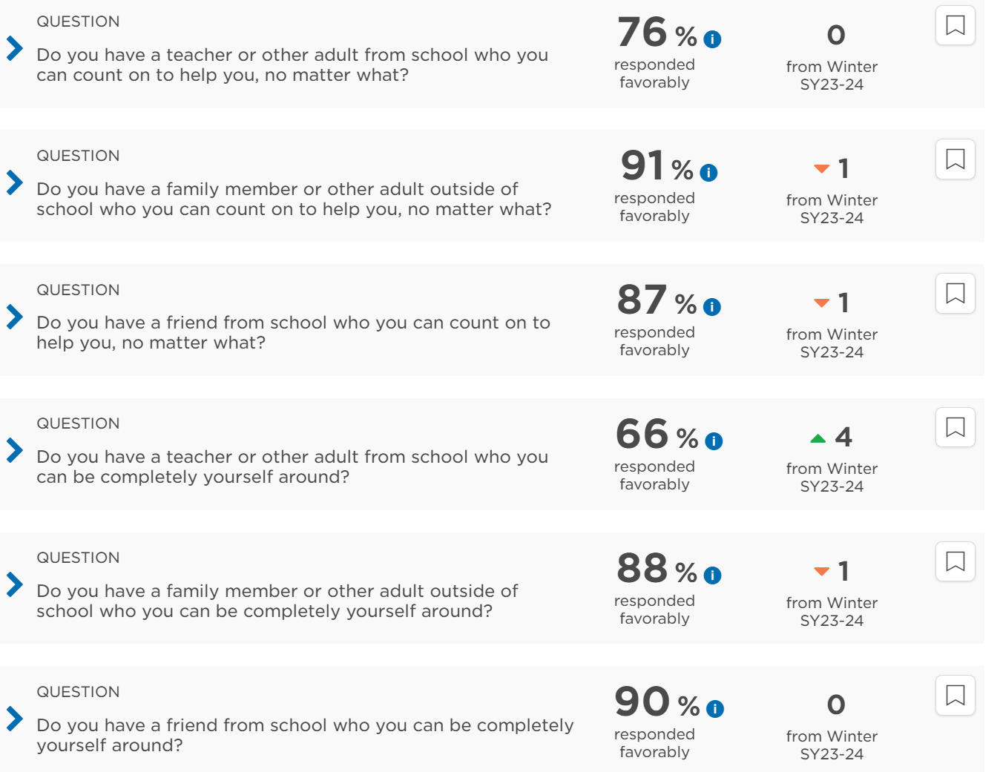 QUESTION
Do you have a teacher or other adult from school who you
can count on to help you, no matter what?
76 % i
responded
favorably
0
from Winter
SY23-24
QUESTION
Do you have a family member or other adult outside of
school who you can count on to help you, no matter what?
91 % i
responded
favorably
1
from Winter
SY23-24
QUESTION
Do you have a friend from school who you can count on to
help you, no matter what?
87 % i
responded
favorably
1
from Winter
SY23-24
QUESTION
Do you have a teacher or other adult from school who you
can be completely yourself around?
66 % i
responded
favorably
4
from Winter
SY23-24
QUESTION
Do you have a family member or other adult outside of
school who you can be completely yourself around?
88 % i
responded
favorably
1
from Winter
SY23-24
QUESTION
Do you have a friend from school who you can be completely
yourself around?
90 % i
responded
favorably
0
from Winter
SY23-24